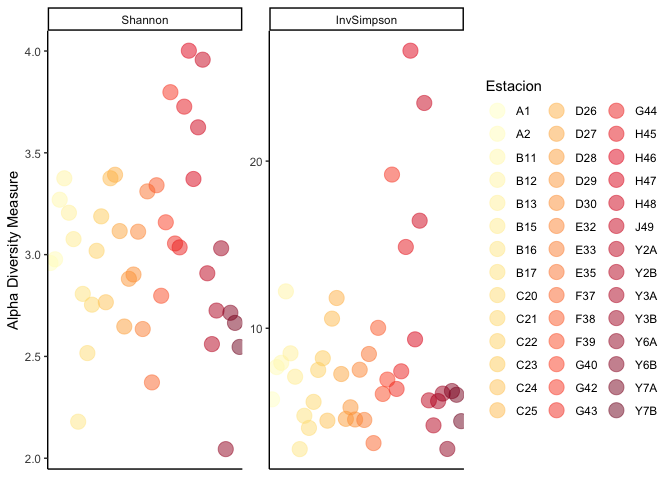 Shannon
InvSimpson
Alpha Diversity Measure
4.0
3.5
3.0
2.5
2.0
20
10
Estacion
A1
A2
B11
B12
B13
B15
B16
B17
C20
C21
C22
C23
C24
C25
D26
D27
D28
D29
D30
E32
E33
E35
F37
F38
F39
G40
G42
G43
G44
H45
H46
H47
H48
J49
Y2A
Y2B
Y3A
Y3B
Y6A
Y6B
Y7A
Y7B